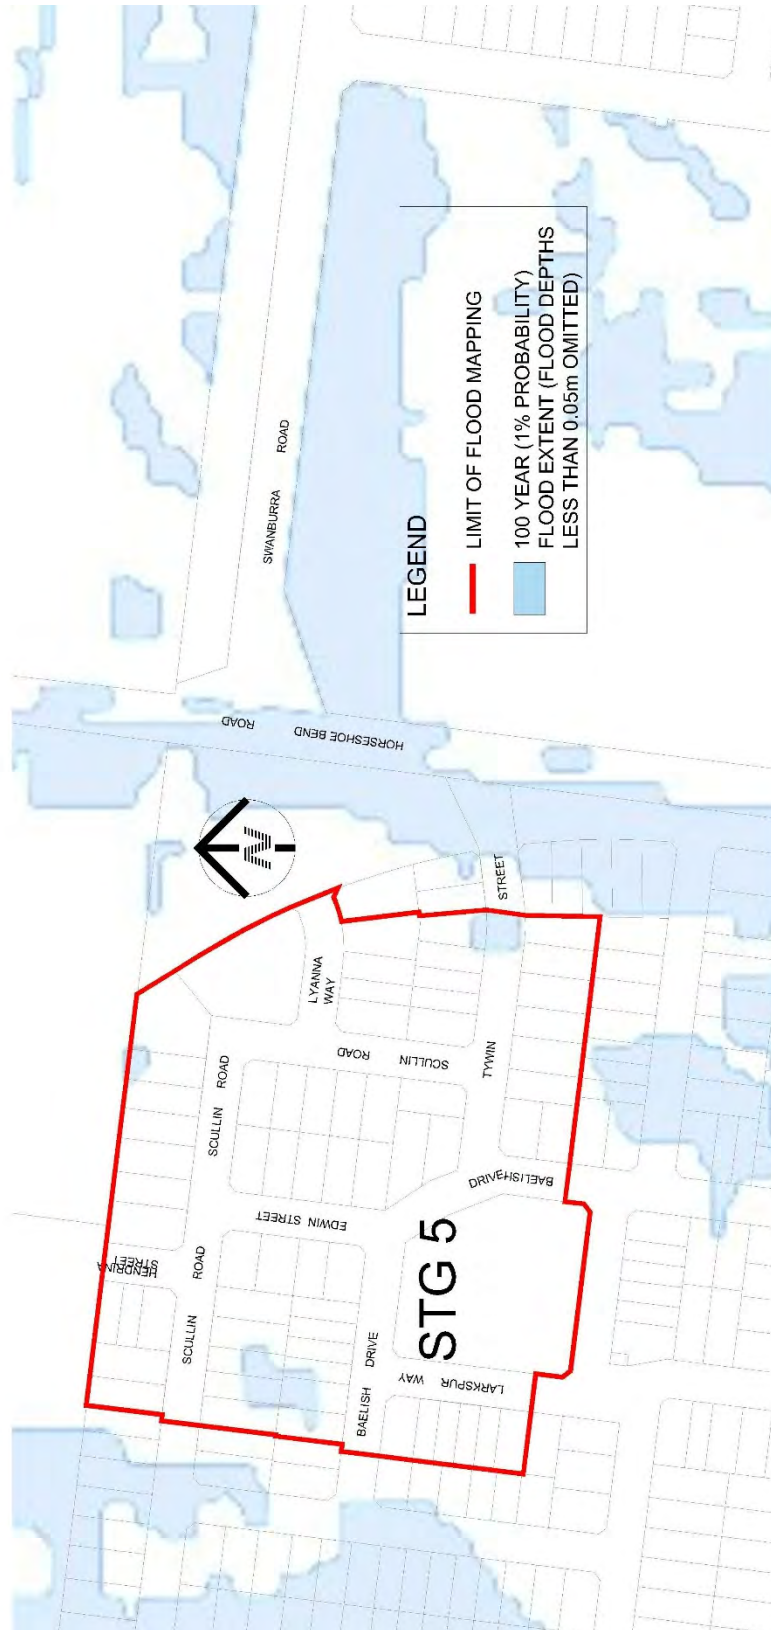 SWANBURRA ROAD
HORSESHOE BEND ROAD
LEGEND
LIMIT OF FLOOD MAPPING
100 YEAR (1% PROBABILITY)
FLOOD EXTENT (FLOOD DEPTHS
LESS THAN 0.05m OMITTED)
N
STREET
LYANNA
WAY
SCULLIN ROAD
SCULLIN ROAD
TYWIN
BAELISH DRIVE
EDWIN STREET
HENDRINA
STREET
SCULLIN ROAD
STG 5
BAELISH DRIVE
LARKSPUR WAY